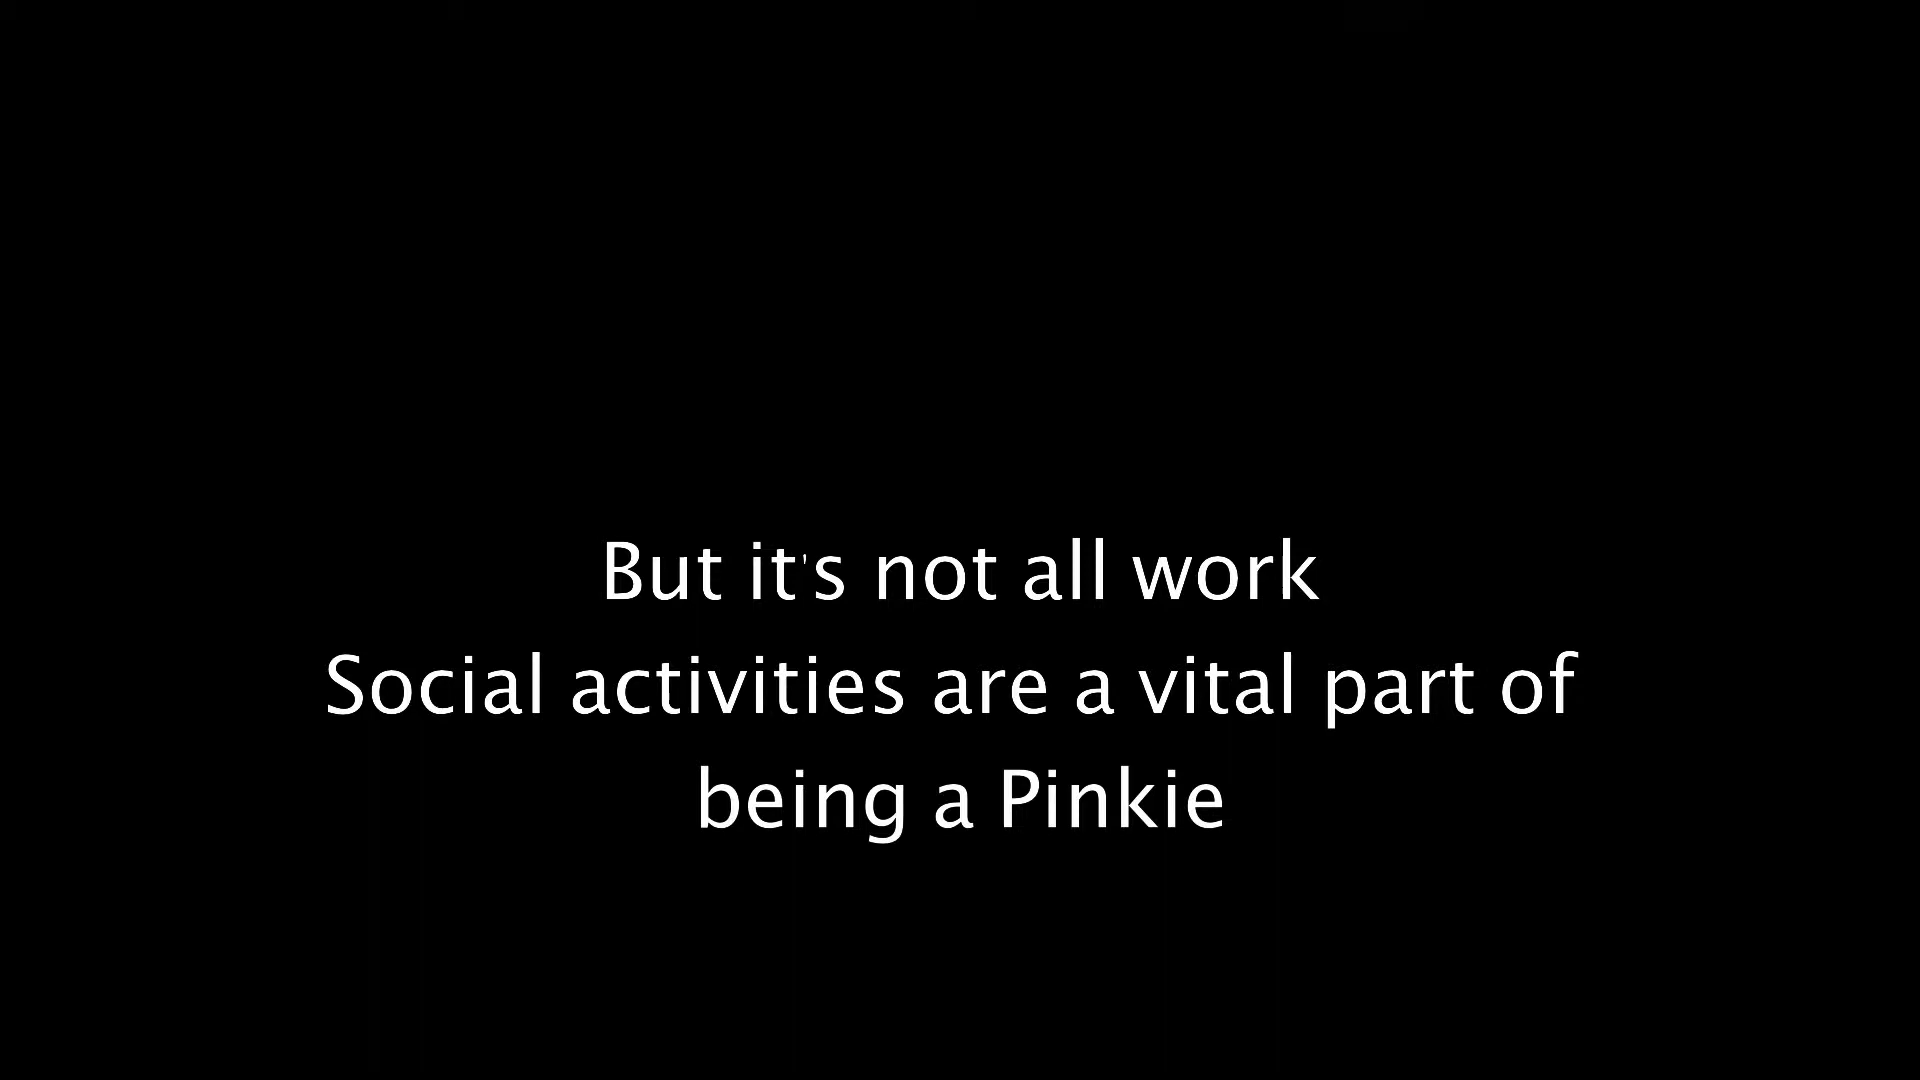 But it's not all work
Social activities are a vital part of
being a Pinkie